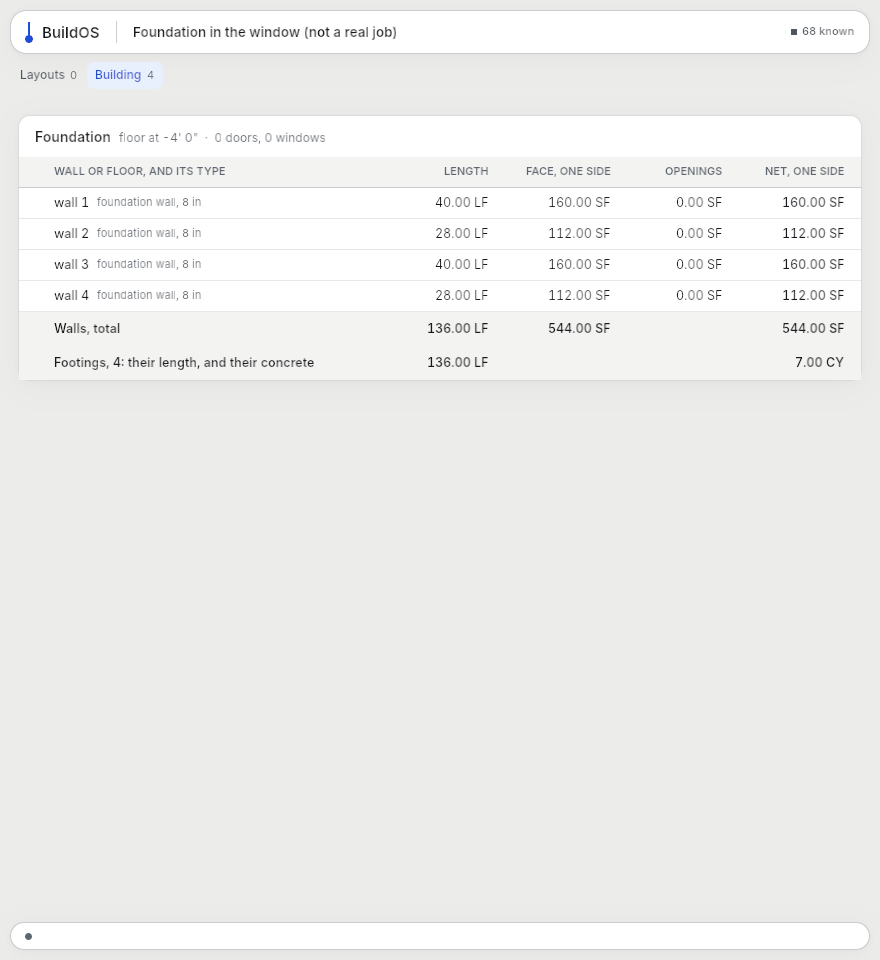 BuildOS Foundation in the window (not a real job) 68 known
Layouts 0 Building 4
Foundation floor at -4' 0" · 0 doors, 0 windows
WALL OR FLOOR, AND ITS TYPE LENGTH FACE, ONE SIDE OPENINGS NET, ONE SIDE
wall 1 foundation wall, 8 in 40.00 LF 160.00 SF 0.00 SF 160.00 SF
wall 2 foundation wall, 8 in 28.00 LF 112.00 SF 0.00 SF 112.00 SF
wall 3 foundation wall, 8 in 40.00 LF 160.00 SF 0.00 SF 160.00 SF
wall 4 foundation wall, 8 in 28.00 LF 112.00 SF 0.00 SF 112.00 SF
Walls, total 136.00 LF 544.00 SF 544.00 SF
Footings, 4: their length, and their concrete 136.00 LF 7.00 CY